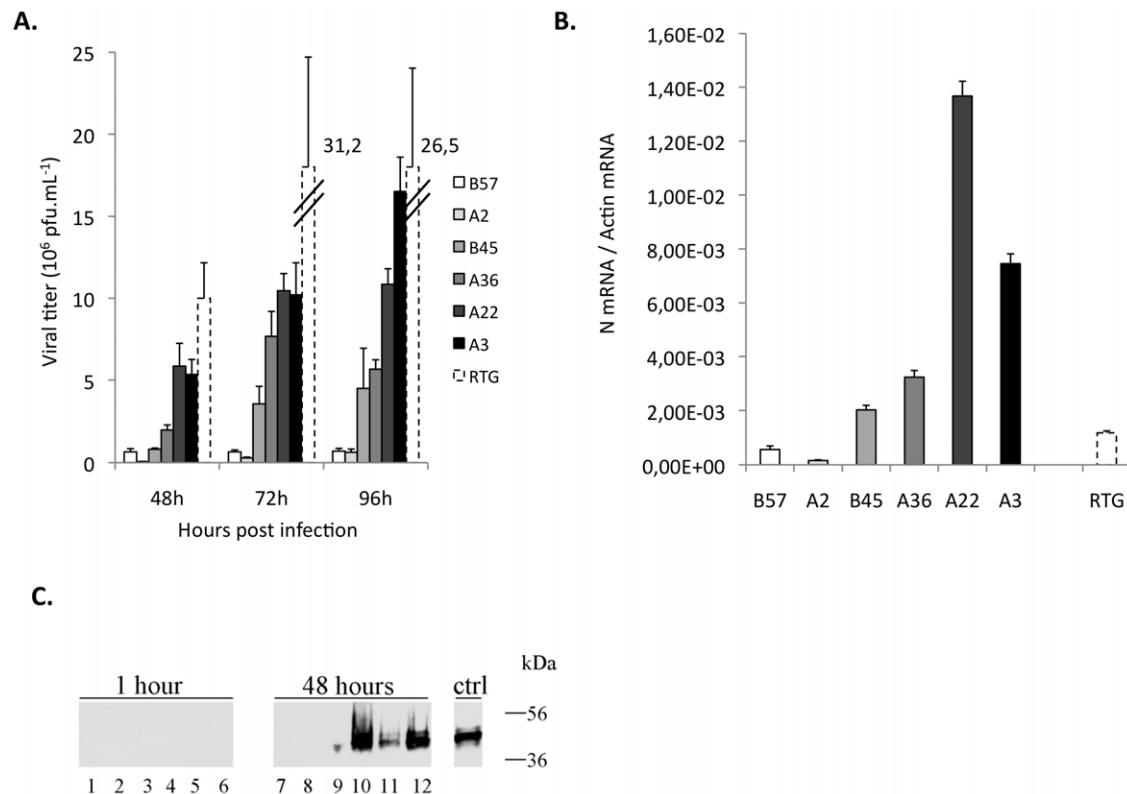 A.
25
20
15
10
5
0
Viral titer (10⁶ pfu.mL⁻¹)
31,2
26,5
48h 72h 96h
Hours post infection
B57
A2
B45
A36
A22
A3
RTG
B.
1,60E-02
1,40E-02
1,20E-02
1,00E-02
8,00E-03
6,00E-03
4,00E-03
2,00E-03
0,00E+00
N mRNA / Actin mRNA
B57 A2 B45 A36 A22 A3 RTG
C.
1 hour 48 hours ctrl kDa
56
36
1 2 3 4 5 6 7 8 9 10 11 12